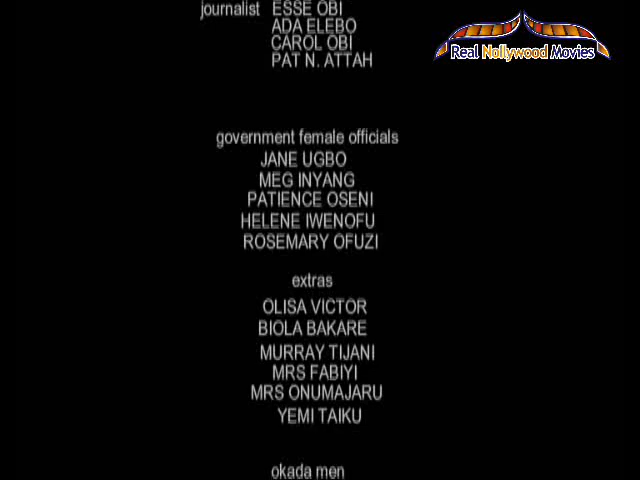 journalist ESSE OBI
ADA ELEBO
CAROL OBI
PAT N. ATTAH
Real Nollywood Movies
government female officials
JANE UGBO
MEG INYANG
PATIENCE OSENI
HELENE IWENOFU
ROSEMARY OFUZI
extras
OLISA VICTOR
BIOLA BAKARE
MURRAY TIJANI
MRS FABIYI
MRS ONUMAJARU
YEMI TAIKU
okada men